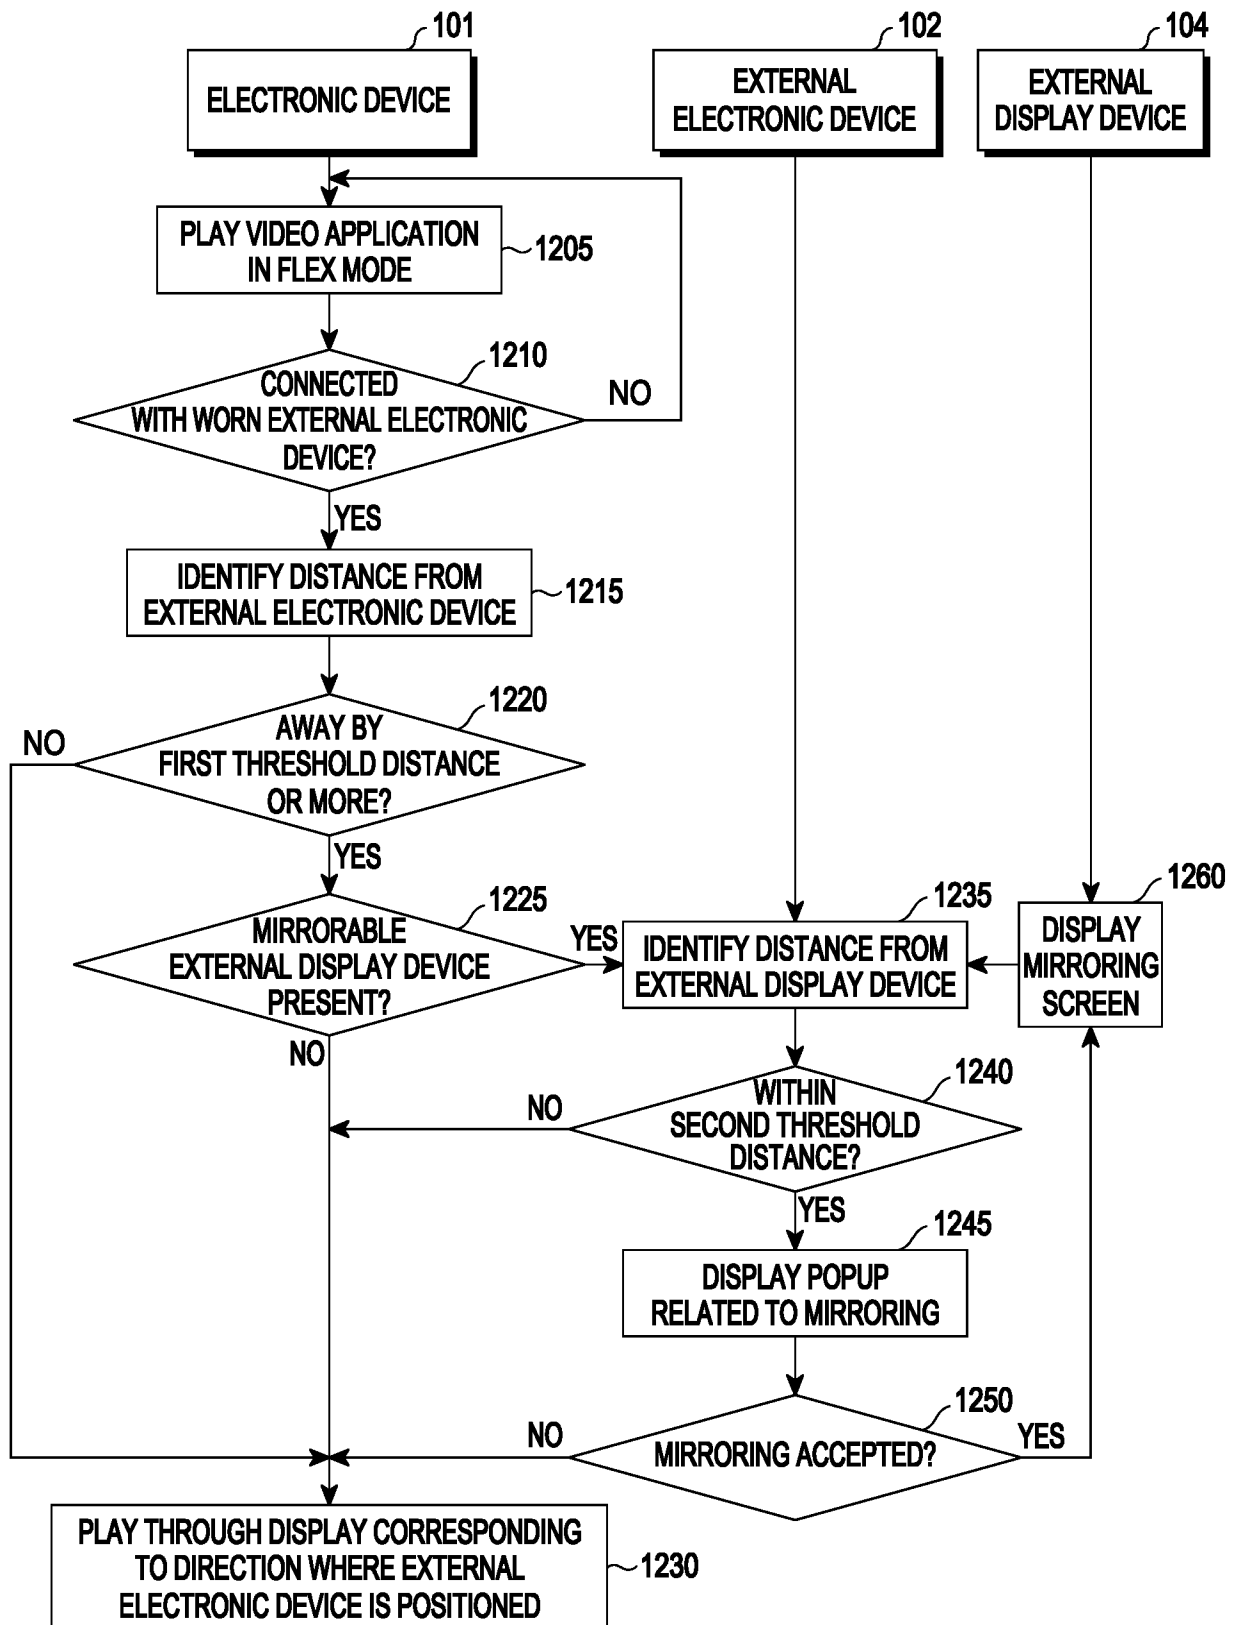 101
102
104
ELECTRONIC DEVICE
EXTERNAL
ELECTRONIC DEVICE
EXTERNAL
DISPLAY DEVICE
PLAY VIDEO APPLICATION
IN FLEX MODE
1205
1210
CONNECTED
WITH WORN EXTERNAL ELECTRONIC
DEVICE?
NO
YES
IDENTIFY DISTANCE FROM
EXTERNAL ELECTRONIC DEVICE
1215
1220
AWAY BY
FIRST THRESHOLD DISTANCE
OR MORE?
NO
YES
1225
MIRRORABLE
EXTERNAL DISPLAY DEVICE
PRESENT?
YES
NO
1235
IDENTIFY DISTANCE FROM
EXTERNAL DISPLAY DEVICE
1260
DISPLAY
MIRRORING
SCREEN
1240
WITHIN
SECOND THRESHOLD
DISTANCE?
NO
YES
1245
DISPLAY POPUP
RELATED TO MIRRORING
1250
MIRRORING ACCEPTED?
NO
YES
PLAY THROUGH DISPLAY CORRESPONDING
TO DIRECTION WHERE EXTERNAL
ELECTRONIC DEVICE IS POSITIONED
1230